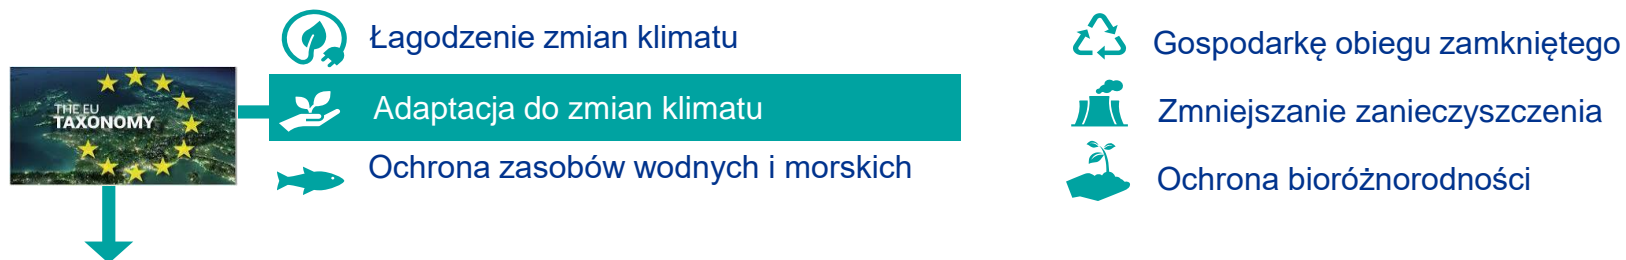 Łagodzenie zmian klimatu
THE EU
TAXONOMY
Adaptacja do zmian klimatu
Ochrona zasobów wodnych i morskich
Gospodarkę obiegu zamkniętego
Zmniejszanie zanieczyszczenia
Ochrona bioróżnorodności